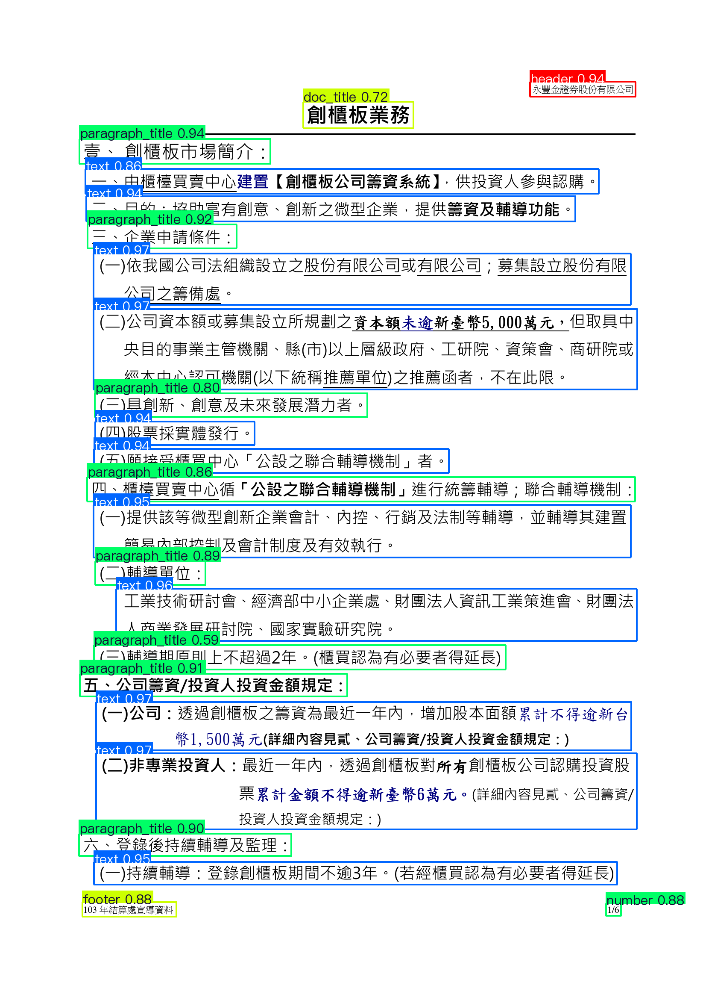 header 0.94
永豐金證券股份有限公司
doc_title 0.72
創櫃板業務
paragraph_title 0.94
壹、 創櫃板市場簡介：
text 0.86
一、由櫃檯買賣中心建置【創櫃板公司籌資系統】，供投資人參與認購。
text 0.94
二、目的：協助富有創意、創新之微型企業，提供籌資及輔導功能。
paragraph_title 0.92
三、企業申請條件：
text 0.97
(一)依我國公司法組織設立之股份有限公司或有限公司；募集設立股份有限
公司之籌備處。
text 0.97
(二)公司資本額或募集設立所規劃之資本額未逾新臺幣5,000萬元，但取具中
央目的事業主管機關、縣(市)以上層級政府、工研院、資策會、商研院或
經本中心認可機關(以下統稱推薦單位)之推薦函者，不在此限。
paragraph_title 0.80
(三)具創新、創意及未來發展潛力者。
text 0.94
(四)股票採實體發行。
text 0.94
(五)願接受櫃買中心「公設之聯合輔導機制」者。
paragraph_title 0.86
四、櫃檯買賣中心循「公設之聯合輔導機制」進行統籌輔導；聯合輔導機制：
text 0.95
(一)提供該等微型創新企業會計、內控、行銷及法制等輔導，並輔導其建置
簡易內部控制及會計制度及有效執行。
paragraph_title 0.89
(二)輔導單位：
text 0.96
工業技術研討會、經濟部中小企業處、財團法人資訊工業策進會、財團法
人商業發展研討院、國家實驗研究院。
paragraph_title 0.59
(三)輔導期原則上不超過2年。(櫃買認為有必要者得延長)
paragraph_title 0.91
五、公司籌資/投資人投資金額規定：
text 0.97
(一)公司：透過創櫃板之籌資為最近一年內，增加股本面額累計不得逾新台
幣1,500萬元(詳細內容見貳、公司籌資/投資人投資金額規定：)
text 0.97
(二)非專業投資人：最近一年內，透過創櫃板對所有創櫃板公司認購投資股
票累計金額不得逾新臺幣6萬元。(詳細內容見貳、公司籌資/
投資人投資金額規定：)
paragraph_title 0.90
六、登錄後持續輔導及監理：
text 0.95
(一)持續輔導：登錄創櫃板期間不逾3年。(若經櫃買認為有必要者得延長)
footer 0.88
103 年結算處宣導資料
number 0.88
1/6